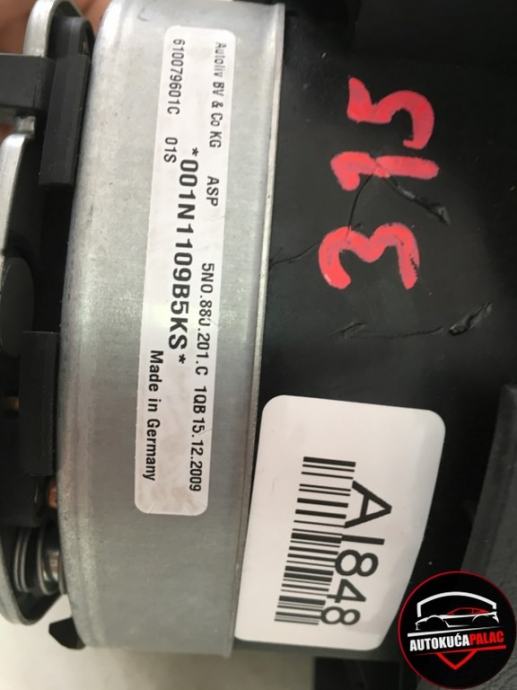 Autoliv BV & Co KG ASP 5N0.880.201.C 1QB 15.12.2009
*001N1109B5KS*
610079601C 01S Made in Germany
315
A1848
AUTOKUĆA PALAC